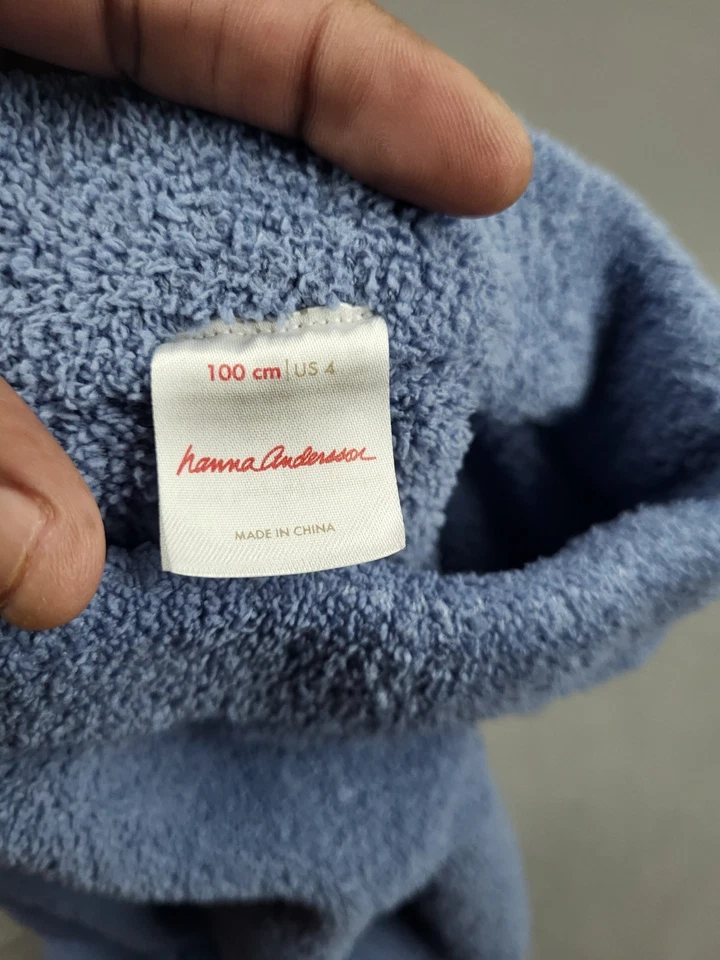 100 cm | US 4
hanna Andersson
MADE IN CHINA